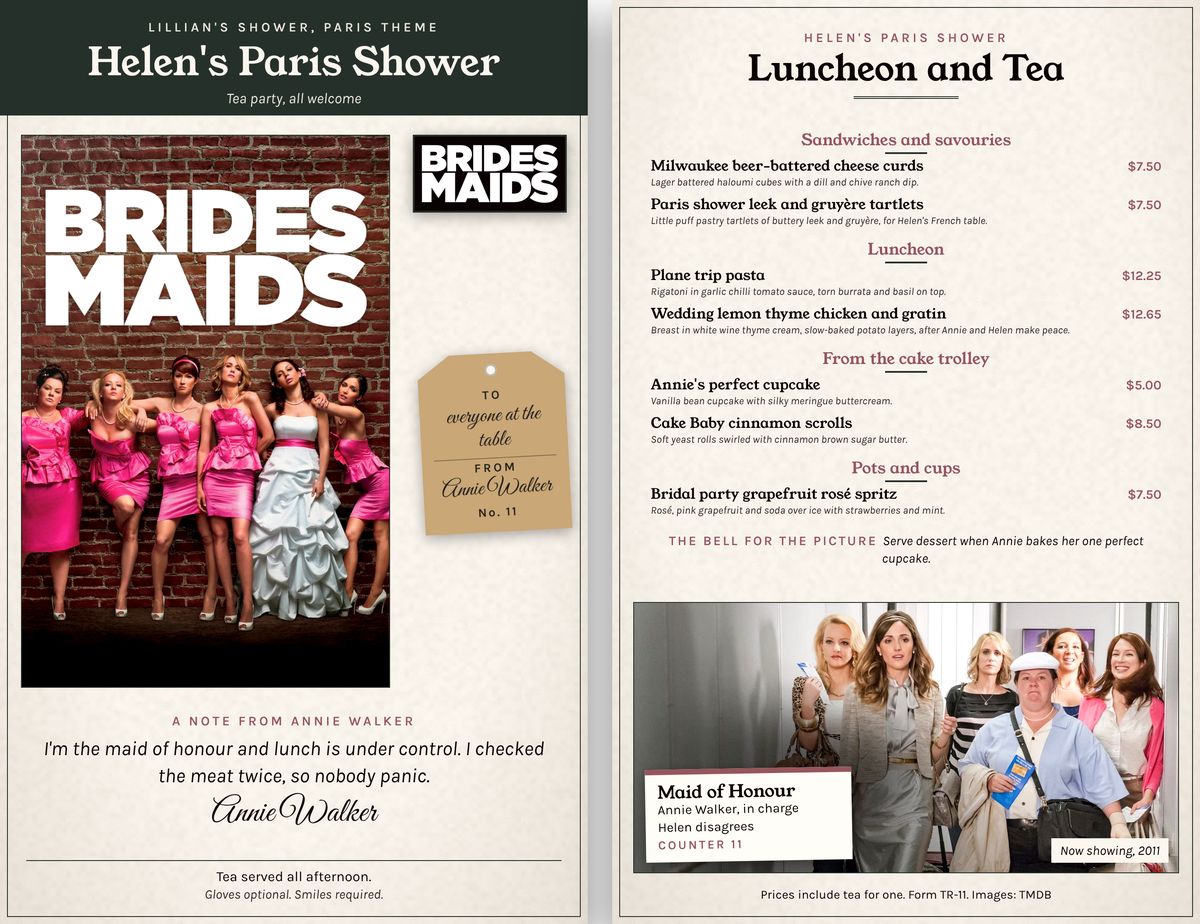 LILLIAN'S SHOWER, PARIS THEME
Helen's Paris Shower
Tea party, all welcome
BRIDES
MAIDS
BRIDES
MAIDS
TO
everyone at the
table
FROM
Annie Walker
No. 11
A NOTE FROM ANNIE WALKER
I'm the maid of honour and lunch is under control. I checked
the meat twice, so nobody panic.
Annie Walker
Tea served all afternoon.
Gloves optional. Smiles required.
HELEN'S PARIS SHOWER
Luncheon and Tea
Sandwiches and savouries
Milwaukee beer-battered cheese curds $7.50
Lager battered haloumi cubes with a dill and chive ranch dip.
Paris shower leek and gruyère tartlets $7.50
Little puff pastry tartlets of buttery leek and gruyère, for Helen's French table.
Luncheon
Plane trip pasta $12.25
Rigatoni in garlic chilli tomato sauce, torn burrata and basil on top.
Wedding lemon thyme chicken and gratin $12.65
Breast in white wine thyme cream, slow-baked potato layers, after Annie and Helen make peace.
From the cake trolley
Annie's perfect cupcake $5.00
Vanilla bean cupcake with silky meringue buttercream.
Cake Baby cinnamon scrolls $8.50
Soft yeast rolls swirled with cinnamon brown sugar butter.
Pots and cups
Bridal party grapefruit rosé spritz $7.50
Rosé, pink grapefruit and soda over ice with strawberries and mint.
THE BELL FOR THE PICTURE Serve dessert when Annie bakes her one perfect
cupcake.
Maid of Honour
Annie Walker, in charge
Helen disagrees
COUNTER 11
Now showing, 2011
Prices include tea for one. Form TR-11. Images: TMDB